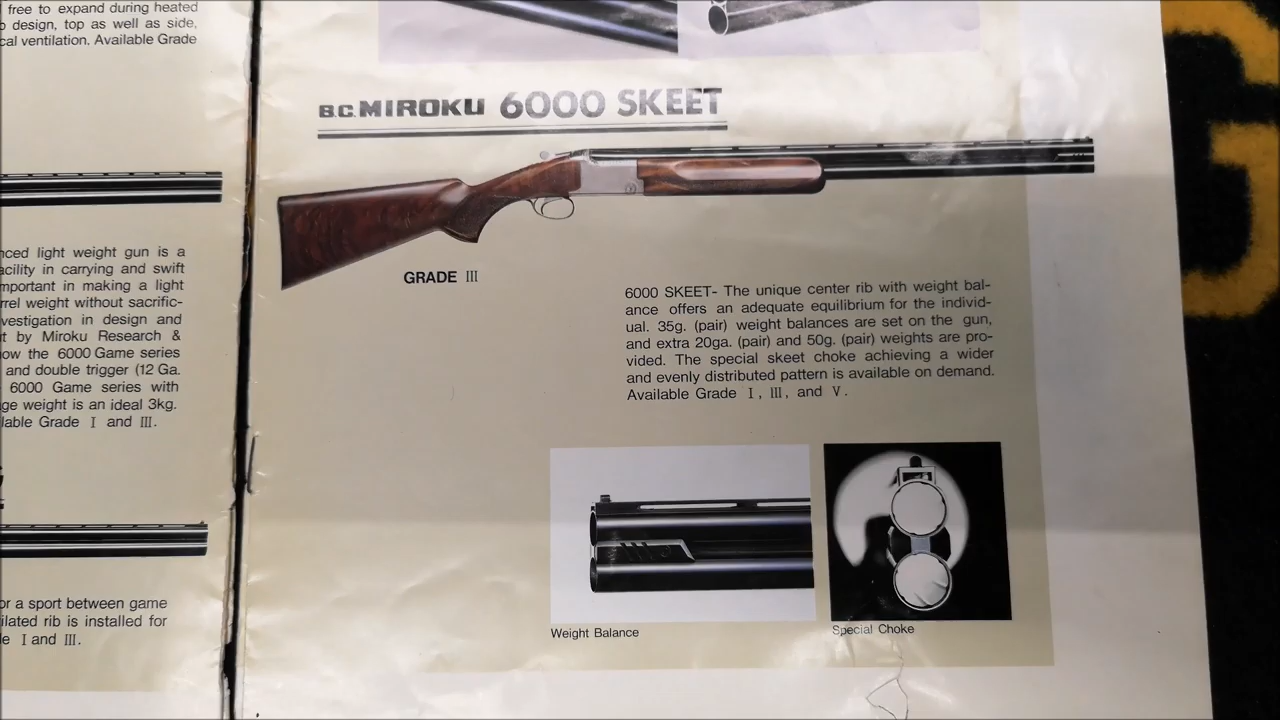 free to expand during heated
design, top as well as side,
cal ventilation. Available Grade
nced light weight gun is a
acility in carrying and swift
mportant in making a light
rrel weight without sacrific-
vestigation in design and
t by Miroku Research &
ow the 6000 Game series
and double trigger (12 Ga.
6000 Game series with
ge weight is an ideal 3kg.
lable Grade I and III.
or a sport between game
ilated rib is installed for
e I and III.
B.C. MIROKU 6000 SKEET
GRADE III
6000 SKEET- The unique center rib with weight bal-
ance offers an adequate equilibrium for the individ-
ual. 35g. (pair) weight balances are set on the gun,
and extra 20ga. (pair) and 50g. (pair) weights are pro-
vided. The special skeet choke achieving a wider
and evenly distributed pattern is available on demand.
Available Grade I, III, and V.
Weight Balance
Special Choke